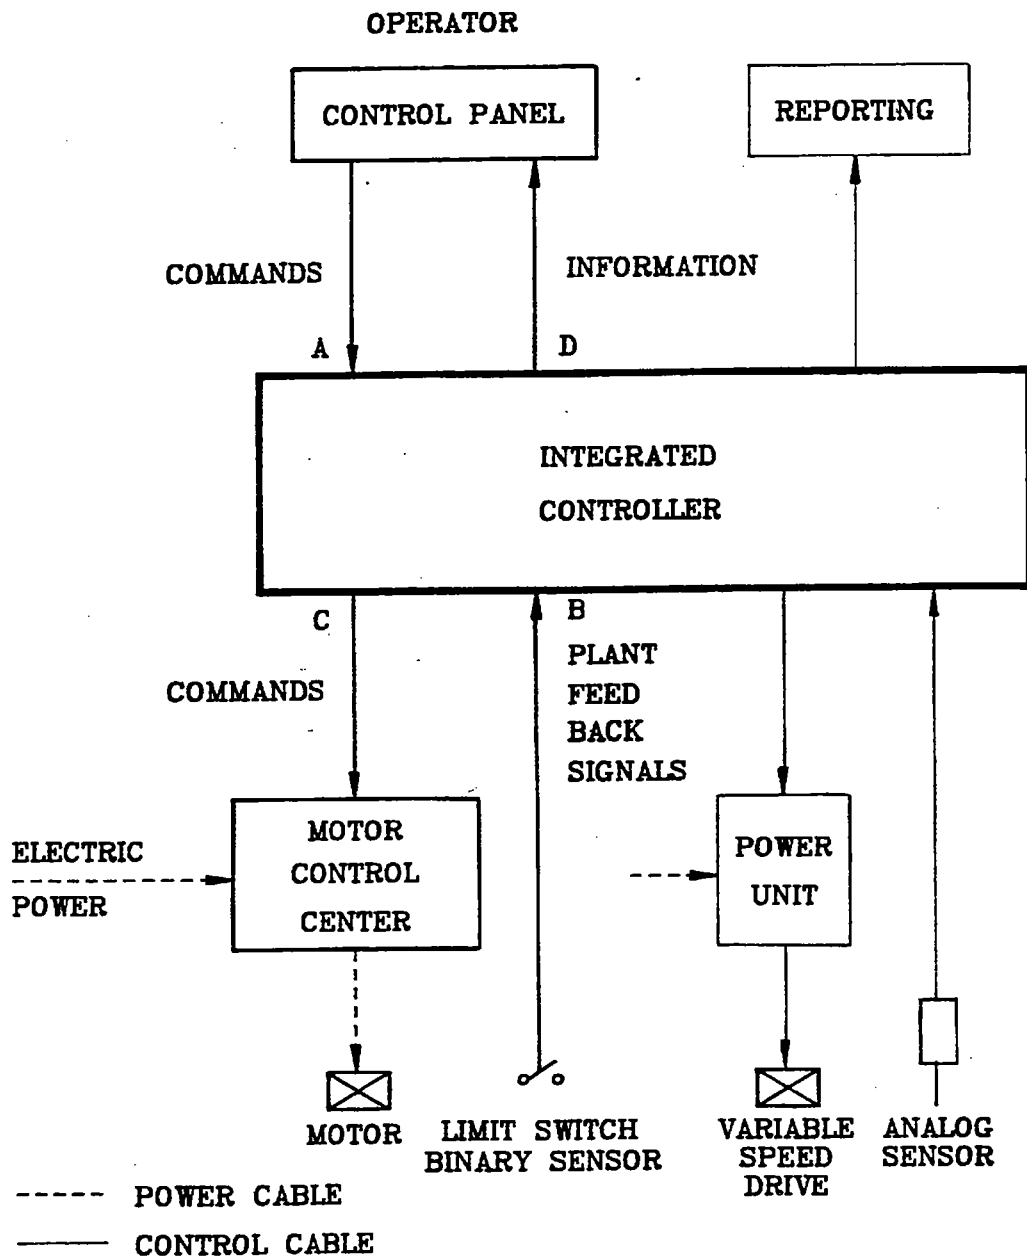 OPERATOR
CONTROL PANEL
REPORTING
COMMANDS
INFORMATION
A
D
INTEGRATED
CONTROLLER
C
B
PLANT
FEED
BACK
SIGNALS
COMMANDS
ELECTRIC
POWER
MOTOR
CONTROL
CENTER
POWER
UNIT
MOTOR
LIMIT SWITCH
BINARY SENSOR
VARIABLE
SPEED
DRIVE
ANALOG
SENSOR
POWER CABLE
CONTROL CABLE